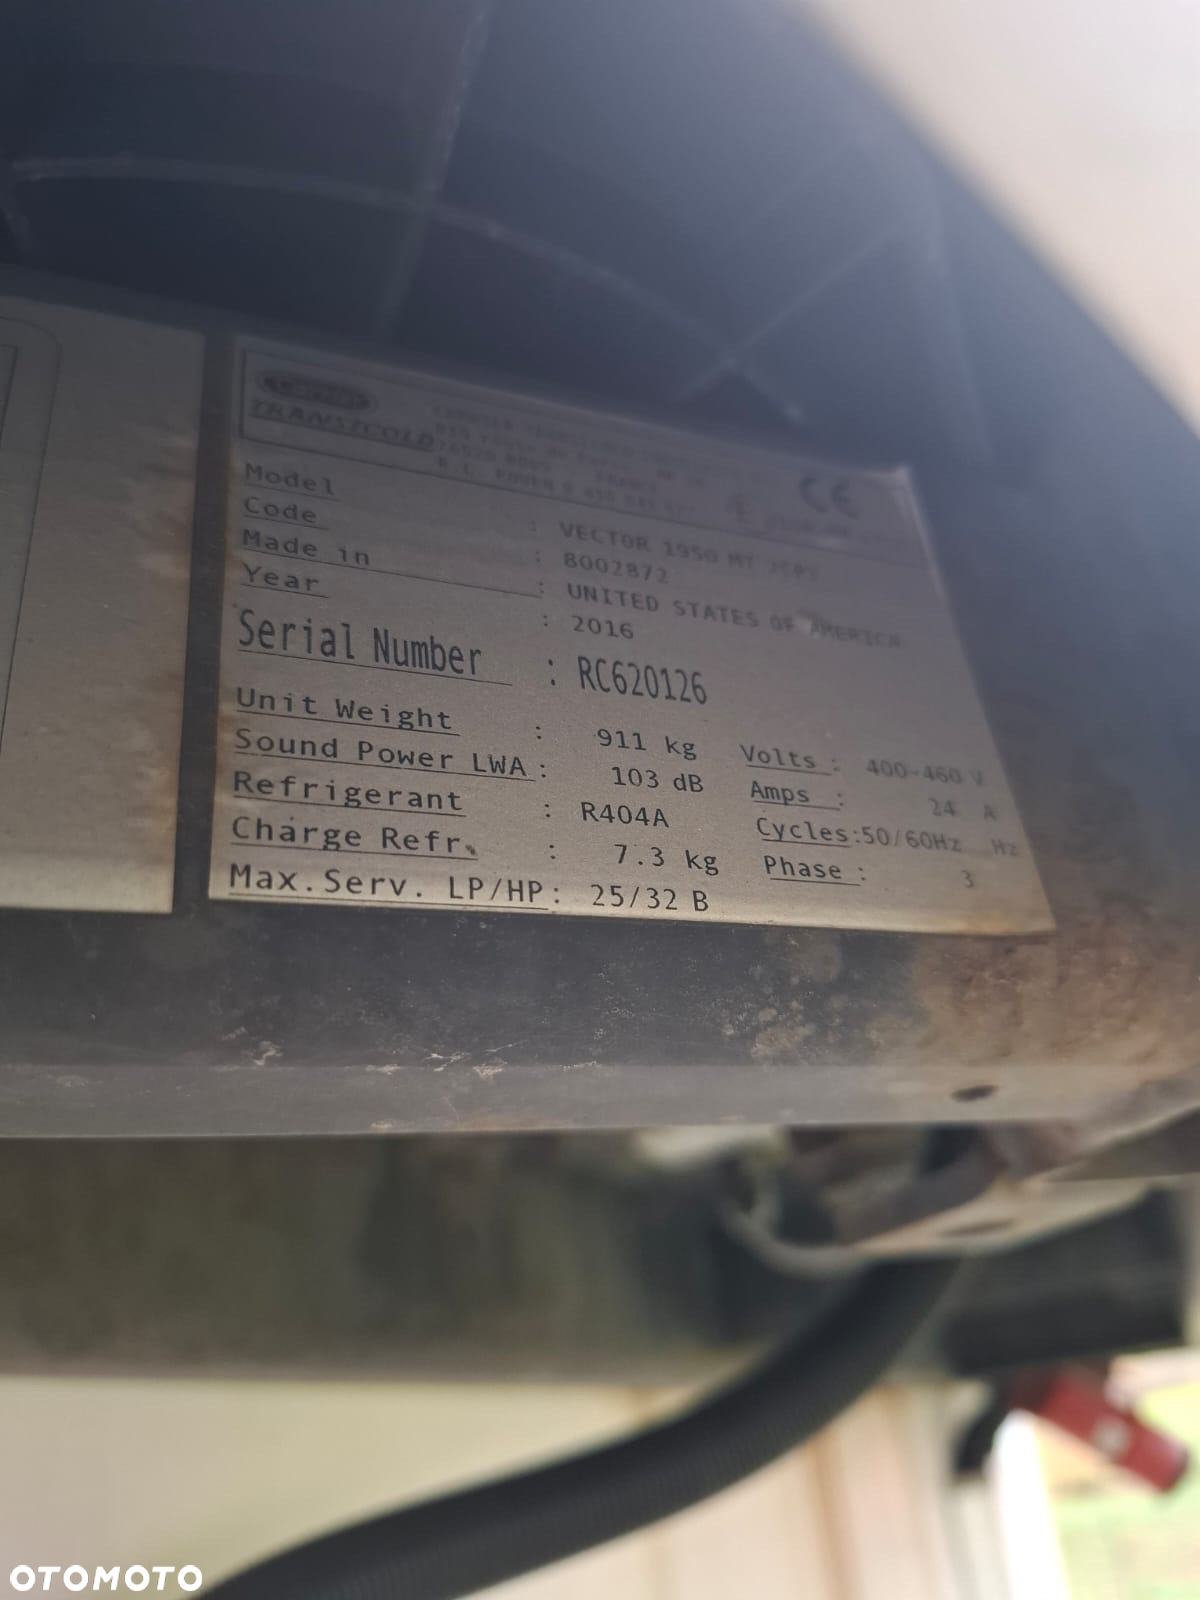 TRANSICOLD
CE
Model : VECTOR 1950 MT
Code : 8002872
Made in : UNITED STATES OF AMERICA
Year : 2016
Serial Number : RC620126
Unit Weight : 911 kg Volts : 400-460 V
Sound Power LWA : 103 dB Amps : 24 A
Refrigerant : R404A Cycles:50/60Hz Hz
Charge Refr. : 7.3 kg Phase : 3
Max.Serv. LP/HP : 25/32 B
OTOMOTO